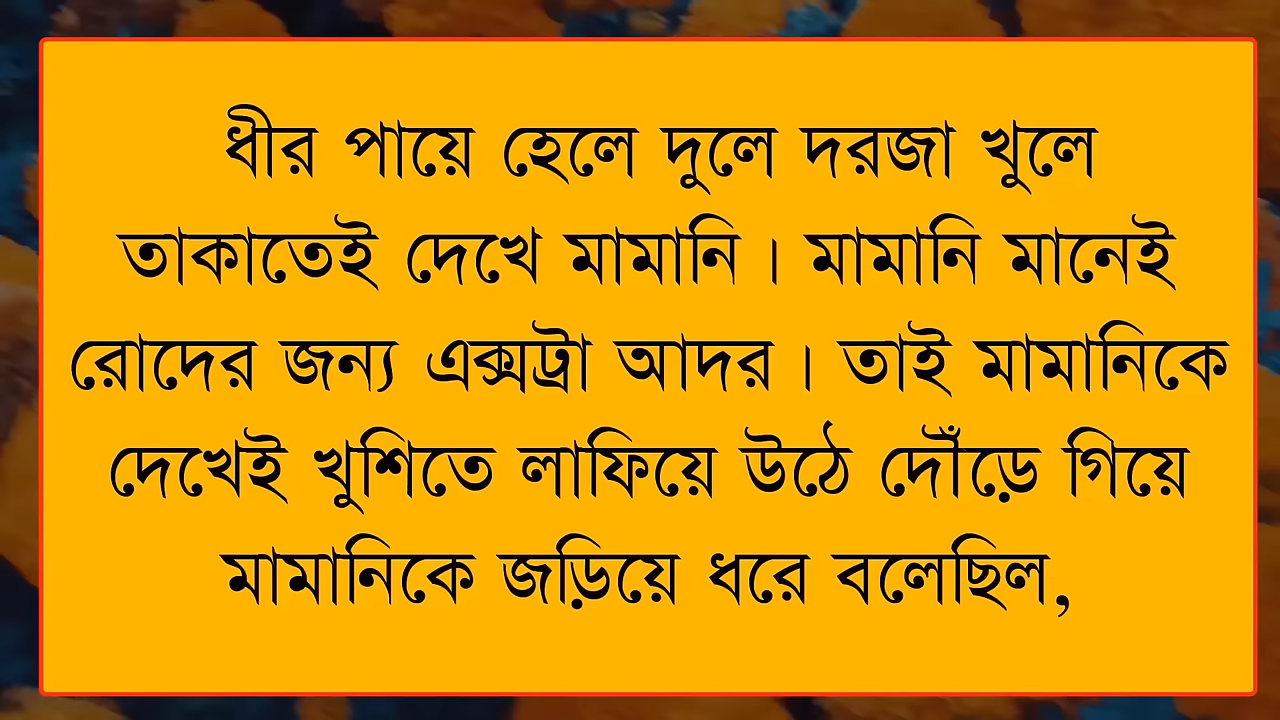 ধীর পায়ে হেলে দুলে দরজা খুলে
তাকাতেই দেখে মামানি। মামানি মানেই
রোদের জন্য এক্সট্রা আদর। তাই মামানিকে
দেখেই খুশিতে লাফিয়ে উঠে দৌঁড়ে গিয়ে
মামানিকে জড়িয়ে ধরে বলেছিল,